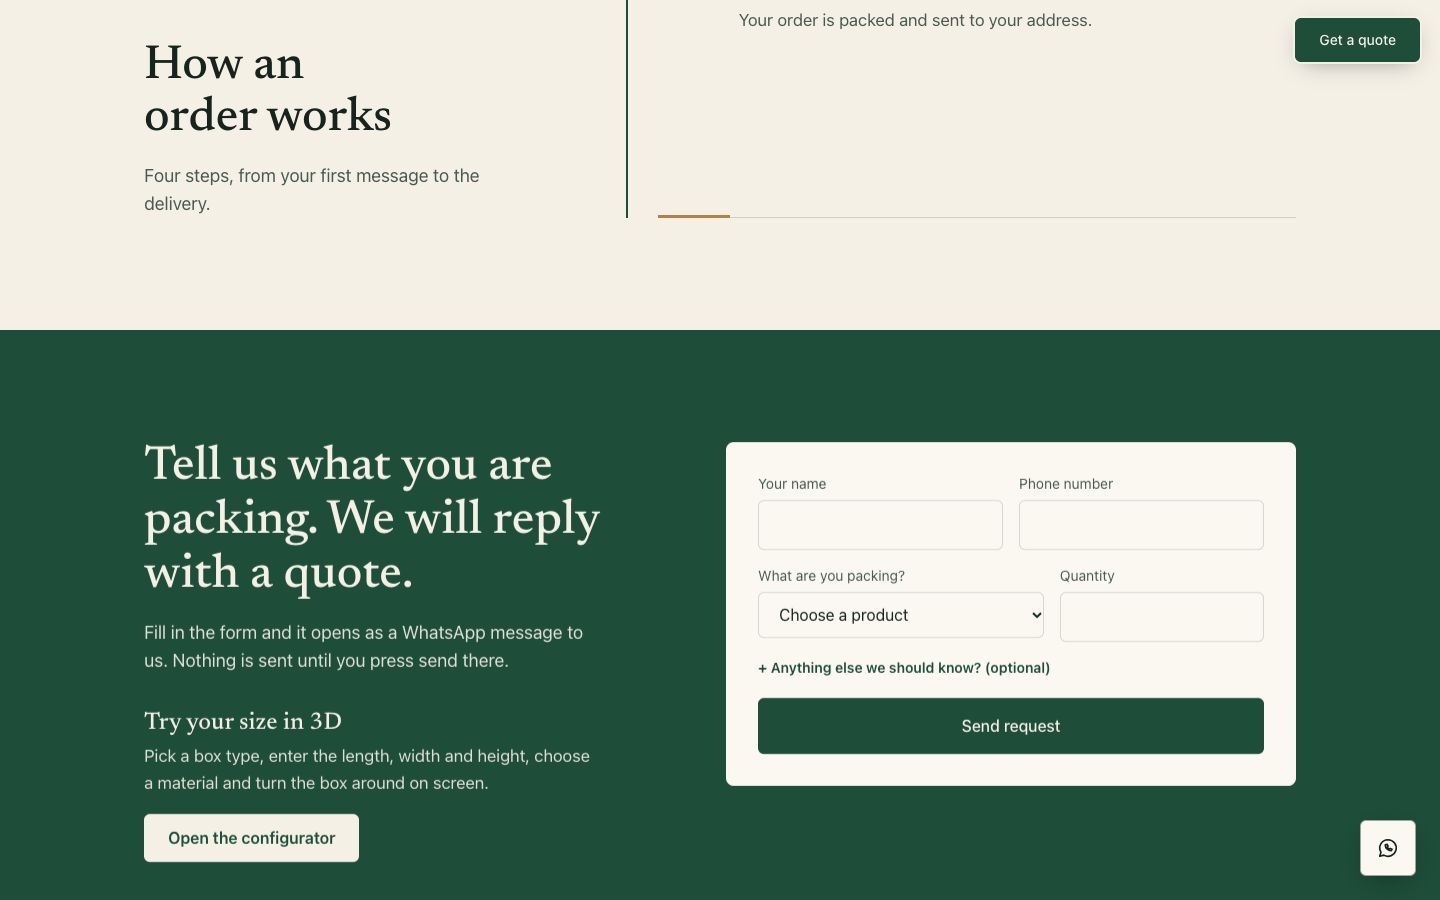 Your order is packed and sent to your address.
Get a quote
How an
order works
Four steps, from your first message to the
delivery.
Tell us what you are
packing. We will reply
with a quote.
Fill in the form and it opens as a WhatsApp message to
us. Nothing is sent until you press send there.
Try your size in 3D
Pick a box type, enter the length, width and height, choose
a material and turn the box around on screen.
Open the configurator
Your name
Phone number
What are you packing?
Quantity
Choose a product
+ Anything else we should know? (optional)
Send request